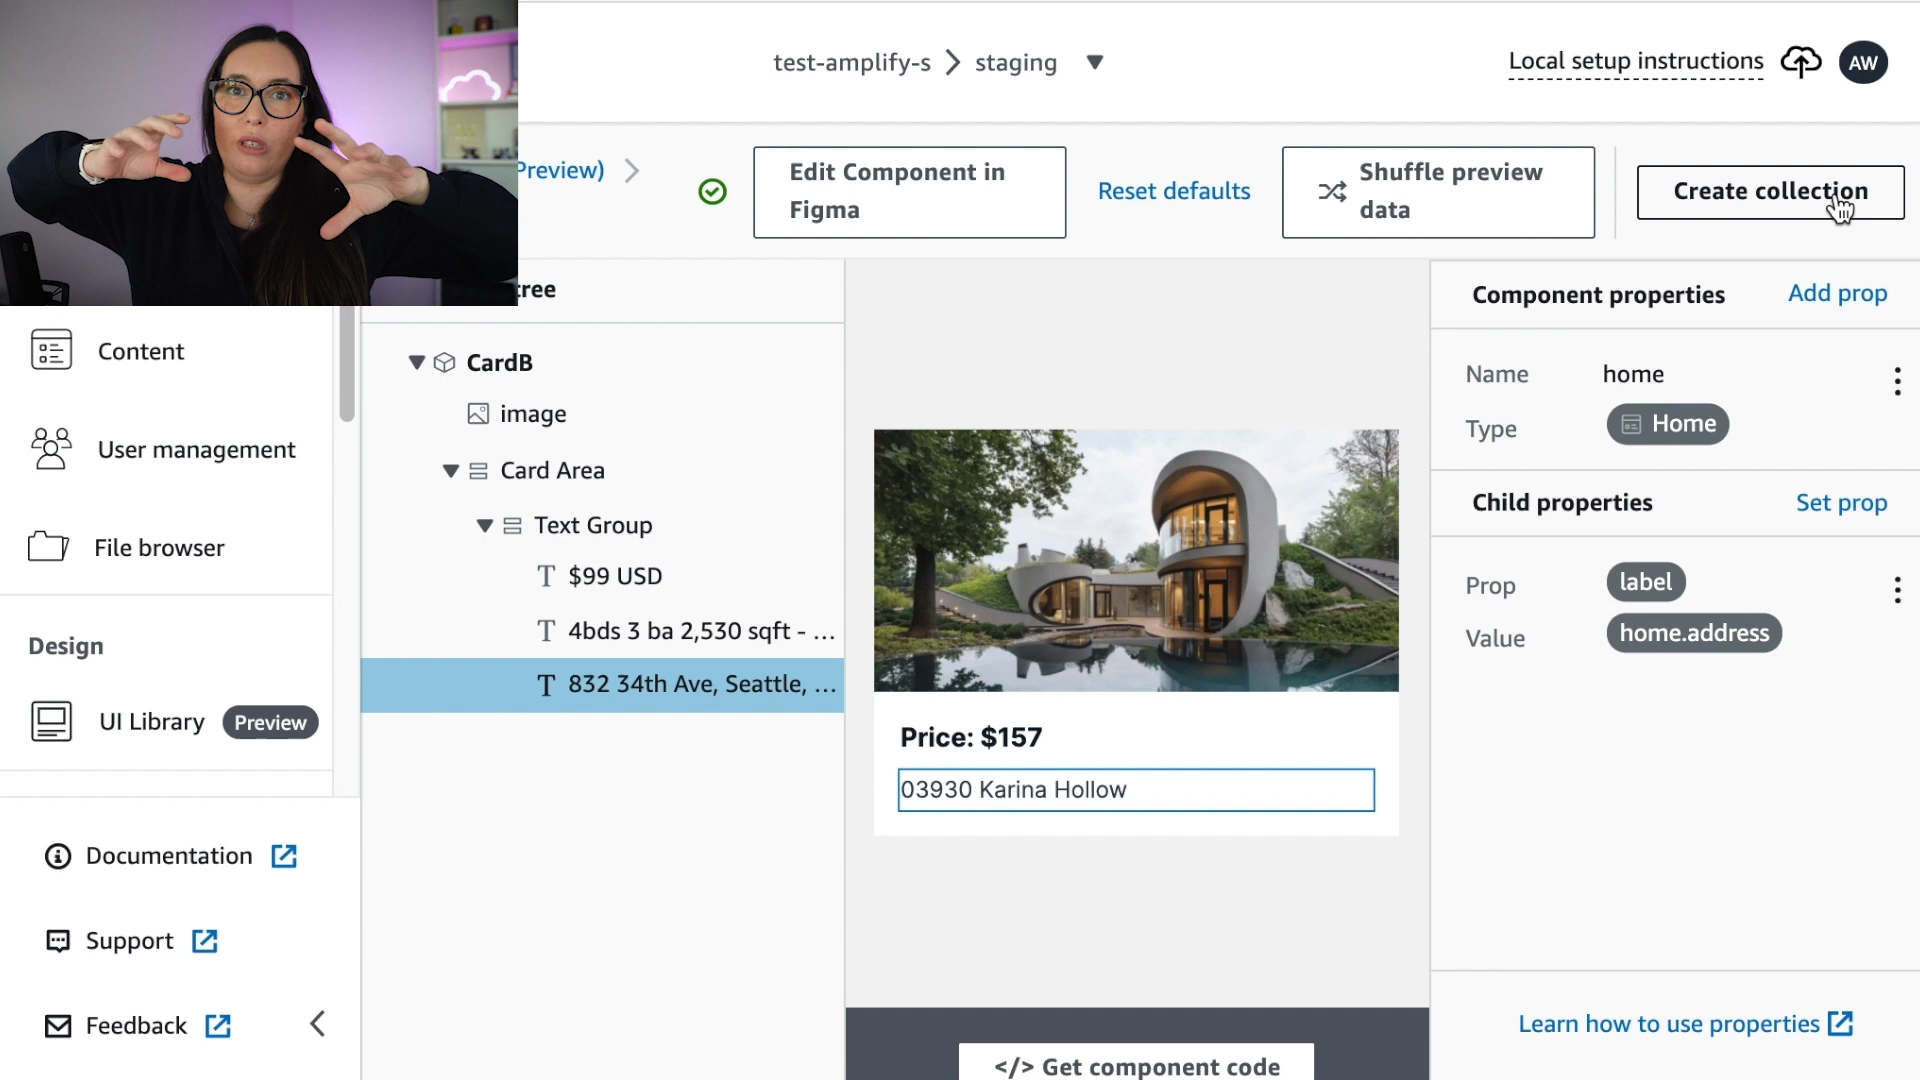 test-amplify-s
staging
Local setup instructions
AW
Preview)
Edit Component in
Figma
Reset defaults
Shuffle preview
data
Create collection
tree
Content
User management
File browser
Design
UI Library
Preview
Documentation
Support
Feedback
CardB
image
Card Area
Text Group
$99 USD
4bds 3 ba 2,530 sqft - ...
832 34th Ave, Seattle, ...
Price: $157
03930 Karina Hollow
</> Get component code
Component properties
Add prop
Name
home
Type
Home
Child properties
Set prop
Prop
label
Value
home.address
Learn how to use properties